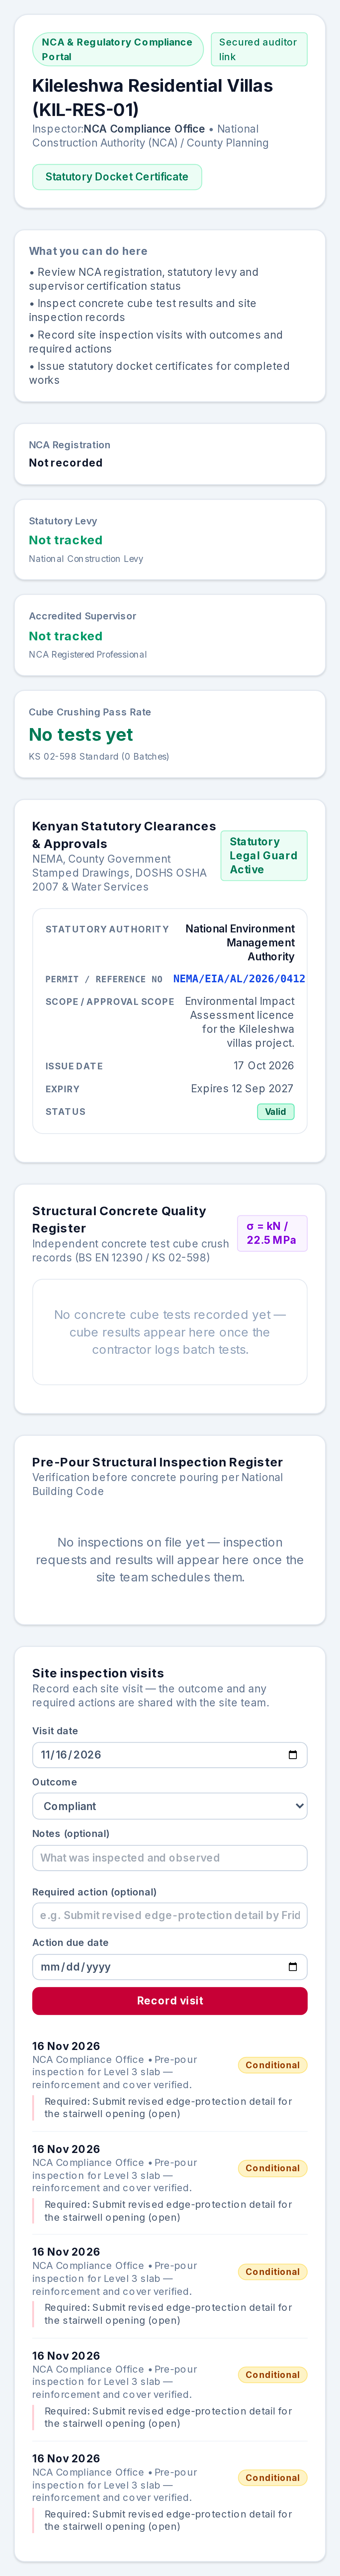 NCA & Regulatory Compliance
Portal
Secured auditor
link
Kileleshwa Residential Villas
(KIL-RES-01)
Inspector:NCA Compliance Office • National
Construction Authority (NCA) / County Planning
Statutory Docket Certificate
What you can do here
• Review NCA registration, statutory levy and
supervisor certification status
• Inspect concrete cube test results and site
inspection records
• Record site inspection visits with outcomes and
required actions
• Issue statutory docket certificates for completed
works
NCA Registration
Not recorded
Statutory Levy
Not tracked
National Construction Levy
Accredited Supervisor
Not tracked
NCA Registered Professional
Cube Crushing Pass Rate
No tests yet
KS 02-598 Standard (0 Batches)
Kenyan Statutory Clearances
& Approvals
NEMA, County Government
Stamped Drawings, DOSHS OSHA
2007 & Water Services
Statutory
Legal Guard
Active
STATUTORY AUTHORITY
National Environment
Management
Authority
PERMIT / REFERENCE NO
NEMA/EIA/AL/2026/0412
SCOPE / APPROVAL SCOPE
Environmental Impact
Assessment licence
for the Kileleshwa
villas project.
ISSUE DATE
17 Oct 2026
EXPIRY
Expires 12 Sep 2027
STATUS
Valid
Structural Concrete Quality
Register
Independent concrete test cube crush
records (BS EN 12390 / KS 02-598)
σ = kN /
22.5 MPa
No concrete cube tests recorded yet —
cube results appear here once the
contractor logs batch tests.
Pre-Pour Structural Inspection Register
Verification before concrete pouring per National
Building Code
No inspections on file yet — inspection
requests and results will appear here once the
site team schedules them.
Site inspection visits
Record each site visit — the outcome and any
required actions are shared with the site team.
Visit date
11/16/2026
Outcome
Compliant
Notes (optional)
What was inspected and observed
Required action (optional)
e.g. Submit revised edge-protection detail by Frid
Action due date
mm/dd/yyyy
Record visit
16 Nov 2026
NCA Compliance Office • Pre-pour
inspection for Level 3 slab —
reinforcement and cover verified.
Conditional
Required: Submit revised edge-protection detail for
the stairwell opening (open)
16 Nov 2026
NCA Compliance Office • Pre-pour
inspection for Level 3 slab —
reinforcement and cover verified.
Conditional
Required: Submit revised edge-protection detail for
the stairwell opening (open)
16 Nov 2026
NCA Compliance Office • Pre-pour
inspection for Level 3 slab —
reinforcement and cover verified.
Conditional
Required: Submit revised edge-protection detail for
the stairwell opening (open)
16 Nov 2026
NCA Compliance Office • Pre-pour
inspection for Level 3 slab —
reinforcement and cover verified.
Conditional
Required: Submit revised edge-protection detail for
the stairwell opening (open)
16 Nov 2026
NCA Compliance Office • Pre-pour
inspection for Level 3 slab —
reinforcement and cover verified.
Conditional
Required: Submit revised edge-protection detail for
the stairwell opening (open)